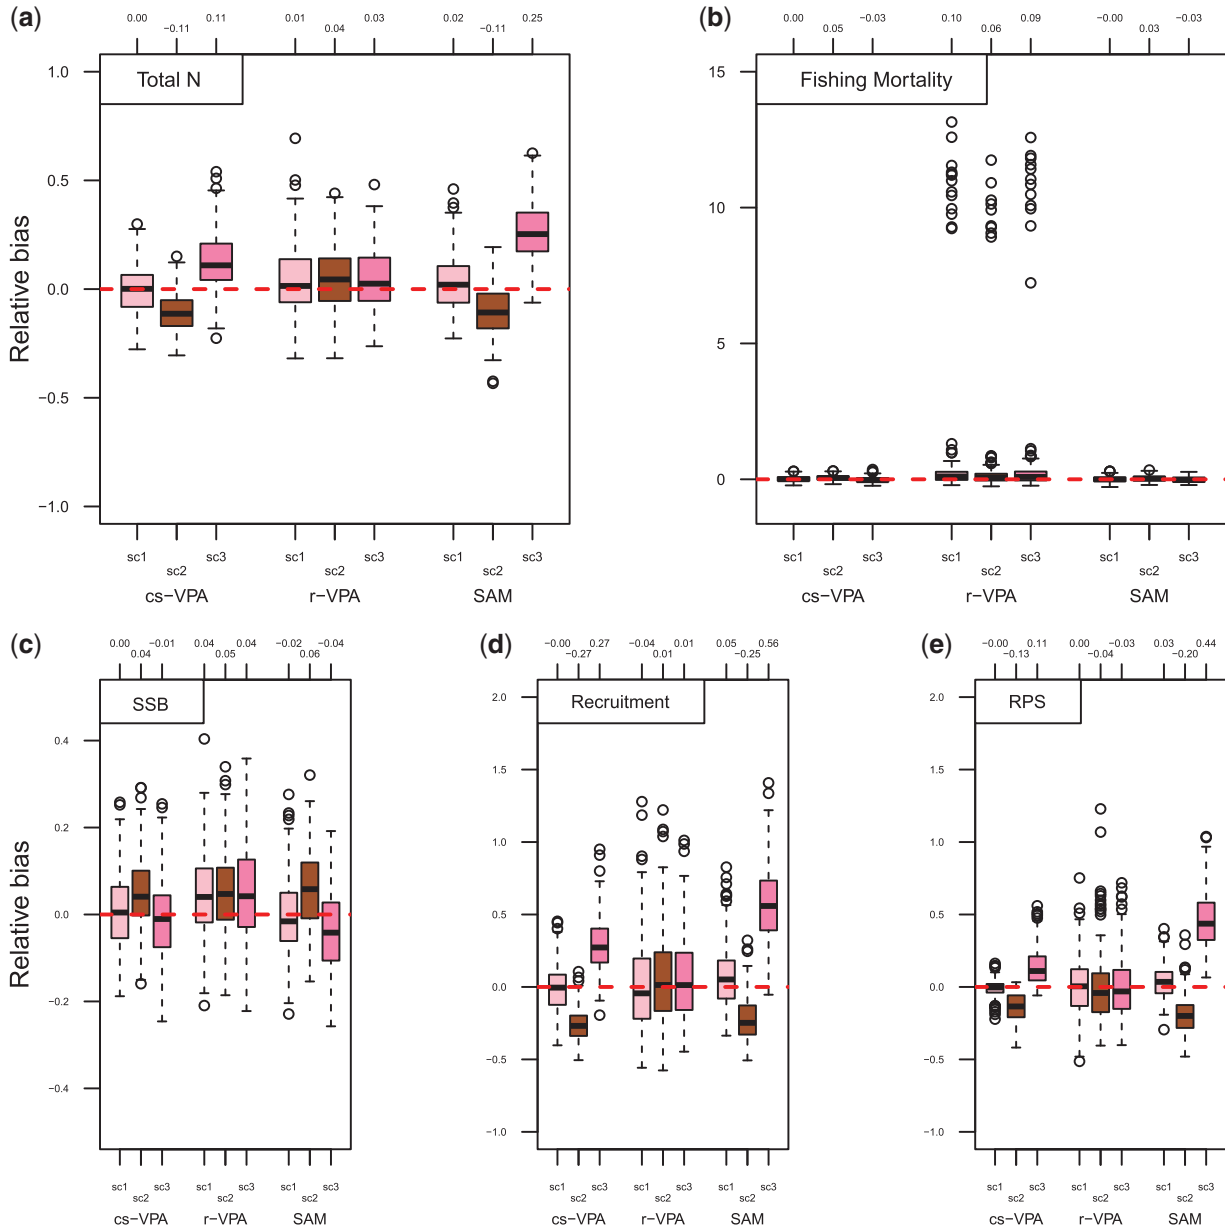 (a)
0.00 −0.11 0.11 0.01 0.04 0.03 0.02 −0.11 0.25
Total N
Relative bias
1.0
0.5
0.0
−0.5
−1.0
sc1 sc2 sc3 sc1 sc2 sc3 sc1 sc2 sc3
cs−VPA r−VPA SAM
(b)
0.00 0.05 −0.03 0.10 0.06 0.09 −0.00 0.03 −0.03
Fishing Mortality
15
10
5
0
sc1 sc2 sc3 sc1 sc2 sc3 sc1 sc2 sc3
cs−VPA r−VPA SAM
(c)
0.00 0.04 −0.01 0.04 0.05 0.04 −0.02 0.06 −0.04
SSB
Relative bias
0.4
0.2
0.0
−0.2
−0.4
sc1 sc2 sc3 sc1 sc2 sc3 sc1 sc2 sc3
cs−VPA r−VPA SAM
(d)
−0.00 −0.27 0.27 −0.04 0.01 0.01 0.05 −0.25 0.56
Recruitment
2.0
1.5
1.0
0.5
0.0
−0.5
−1.0
sc1 sc2 sc3 sc1 sc2 sc3 sc1 sc2 sc3
cs−VPA r−VPA SAM
(e)
−0.00 −0.13 0.11 0.00 −0.04 −0.03 0.03 −0.20 0.44
RPS
2.0
1.5
1.0
0.5
0.0
−0.5
−1.0
sc1 sc2 sc3 sc1 sc2 sc3 sc1 sc2 sc3
cs−VPA r−VPA SAM